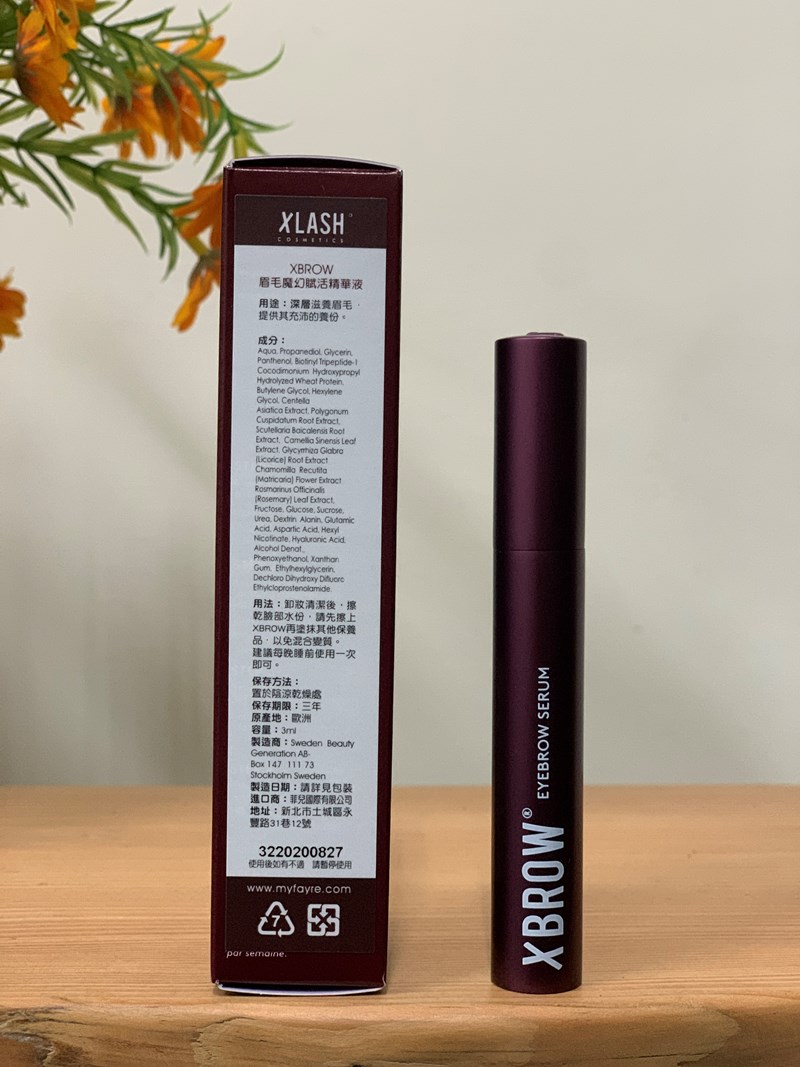 XLASH
COSMETICS
XBROW
眉毛魔幻賦活精華液
用途：深層滋養眉毛，
提供其充沛的養份。
成分：
Aqua, Propanediol, Glycerin,
Panthenol, Biotinyl Tripeptide-1
Cocodimonium Hydroxypropyl
Hydrolyzed Wheat Protein,
Butylene Glycol, Hexylene
Glycol, Centella
Asiatica Extract, Polygonum
Cuspidatum Root Extract,
Scutellaria Baicalensis Root
Extract, Camellia Sinensis Leaf
Extract, Glycyrrhiza Glabra
(Licorice) Root Extract
Chamomilla Recutita
(Matricaria) Flower Extract
Rosmarinus Officinalis
(Rosemary) Leaf Extract,
Fructose, Glucose, Sucrose,
Urea, Dextrin, Alanin, Glutamic
Acid, Aspartic Acid, Hexyl
Nicotinate, Hyaluronic Acid,
Alcohol Denat.,
Phenoxyethanol, Xanthan
Gum, Ethylhexylglycerin,
Dechloro Dihydroxy Difluoro
Ethylcloprostenolamide.
用法：卸妝清潔後，擦
乾臉部水份，請先擦上
XBROW再塗抹其他保養
品，以免混合變質。
建議每晚睡前使用一次
即可。
保存方法：
置於陰涼乾燥處
保存期限：三年
原產地：歐洲
容量：3ml
製造商：Sweden Beauty
Generation AB-
Box 147 111 73
Stockholm Sweden
製造日期：請詳見包裝
進口商：菲兒國際有限公司
地址：新北市土城區永
豐路31巷12號
3220200827
使用後如有不適 請暫停使用
www.myfayre.com
7
par semaine.
XBROW® EYEBROW SERUM